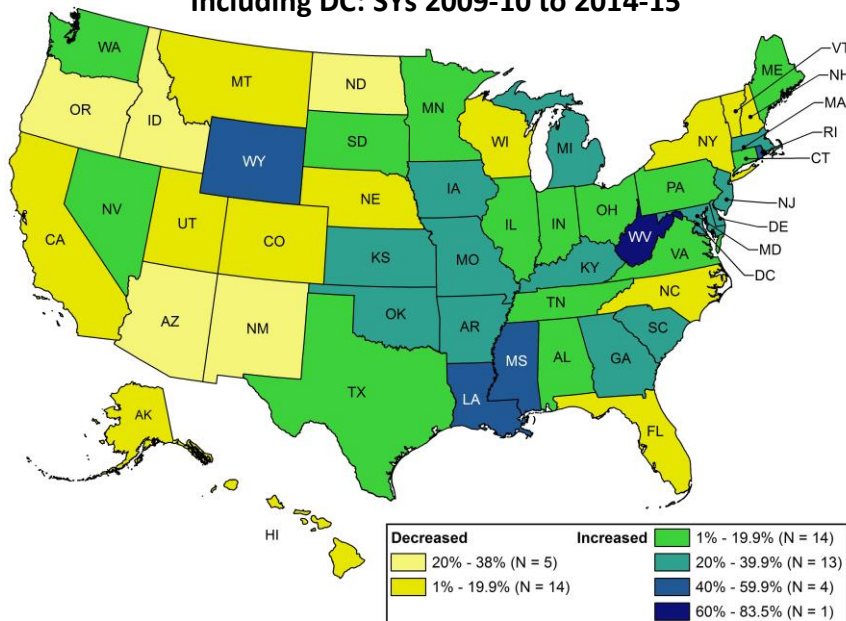 Including DC: SYs 2009-10 to 2014-15
WA
MT
ND
MN
ME
VT
NH
MA
RI
CT
NJ
DE
MD
DC
OR
ID
WY
SD
WI
MI
NY
NV
UT
CO
NE
IA
IL
IN
OH
PA
WV
VA
CA
KS
MO
KY
NC
AZ
NM
OK
AR
TN
SC
TX
LA
MS
AL
GA
FL
AK
HI
Decreased
20% - 38% (N = 5)
1% - 19.9% (N = 14)
Increased
1% - 19.9% (N = 14)
20% - 39.9% (N = 13)
40% - 59.9% (N = 4)
60% - 83.5% (N = 1)